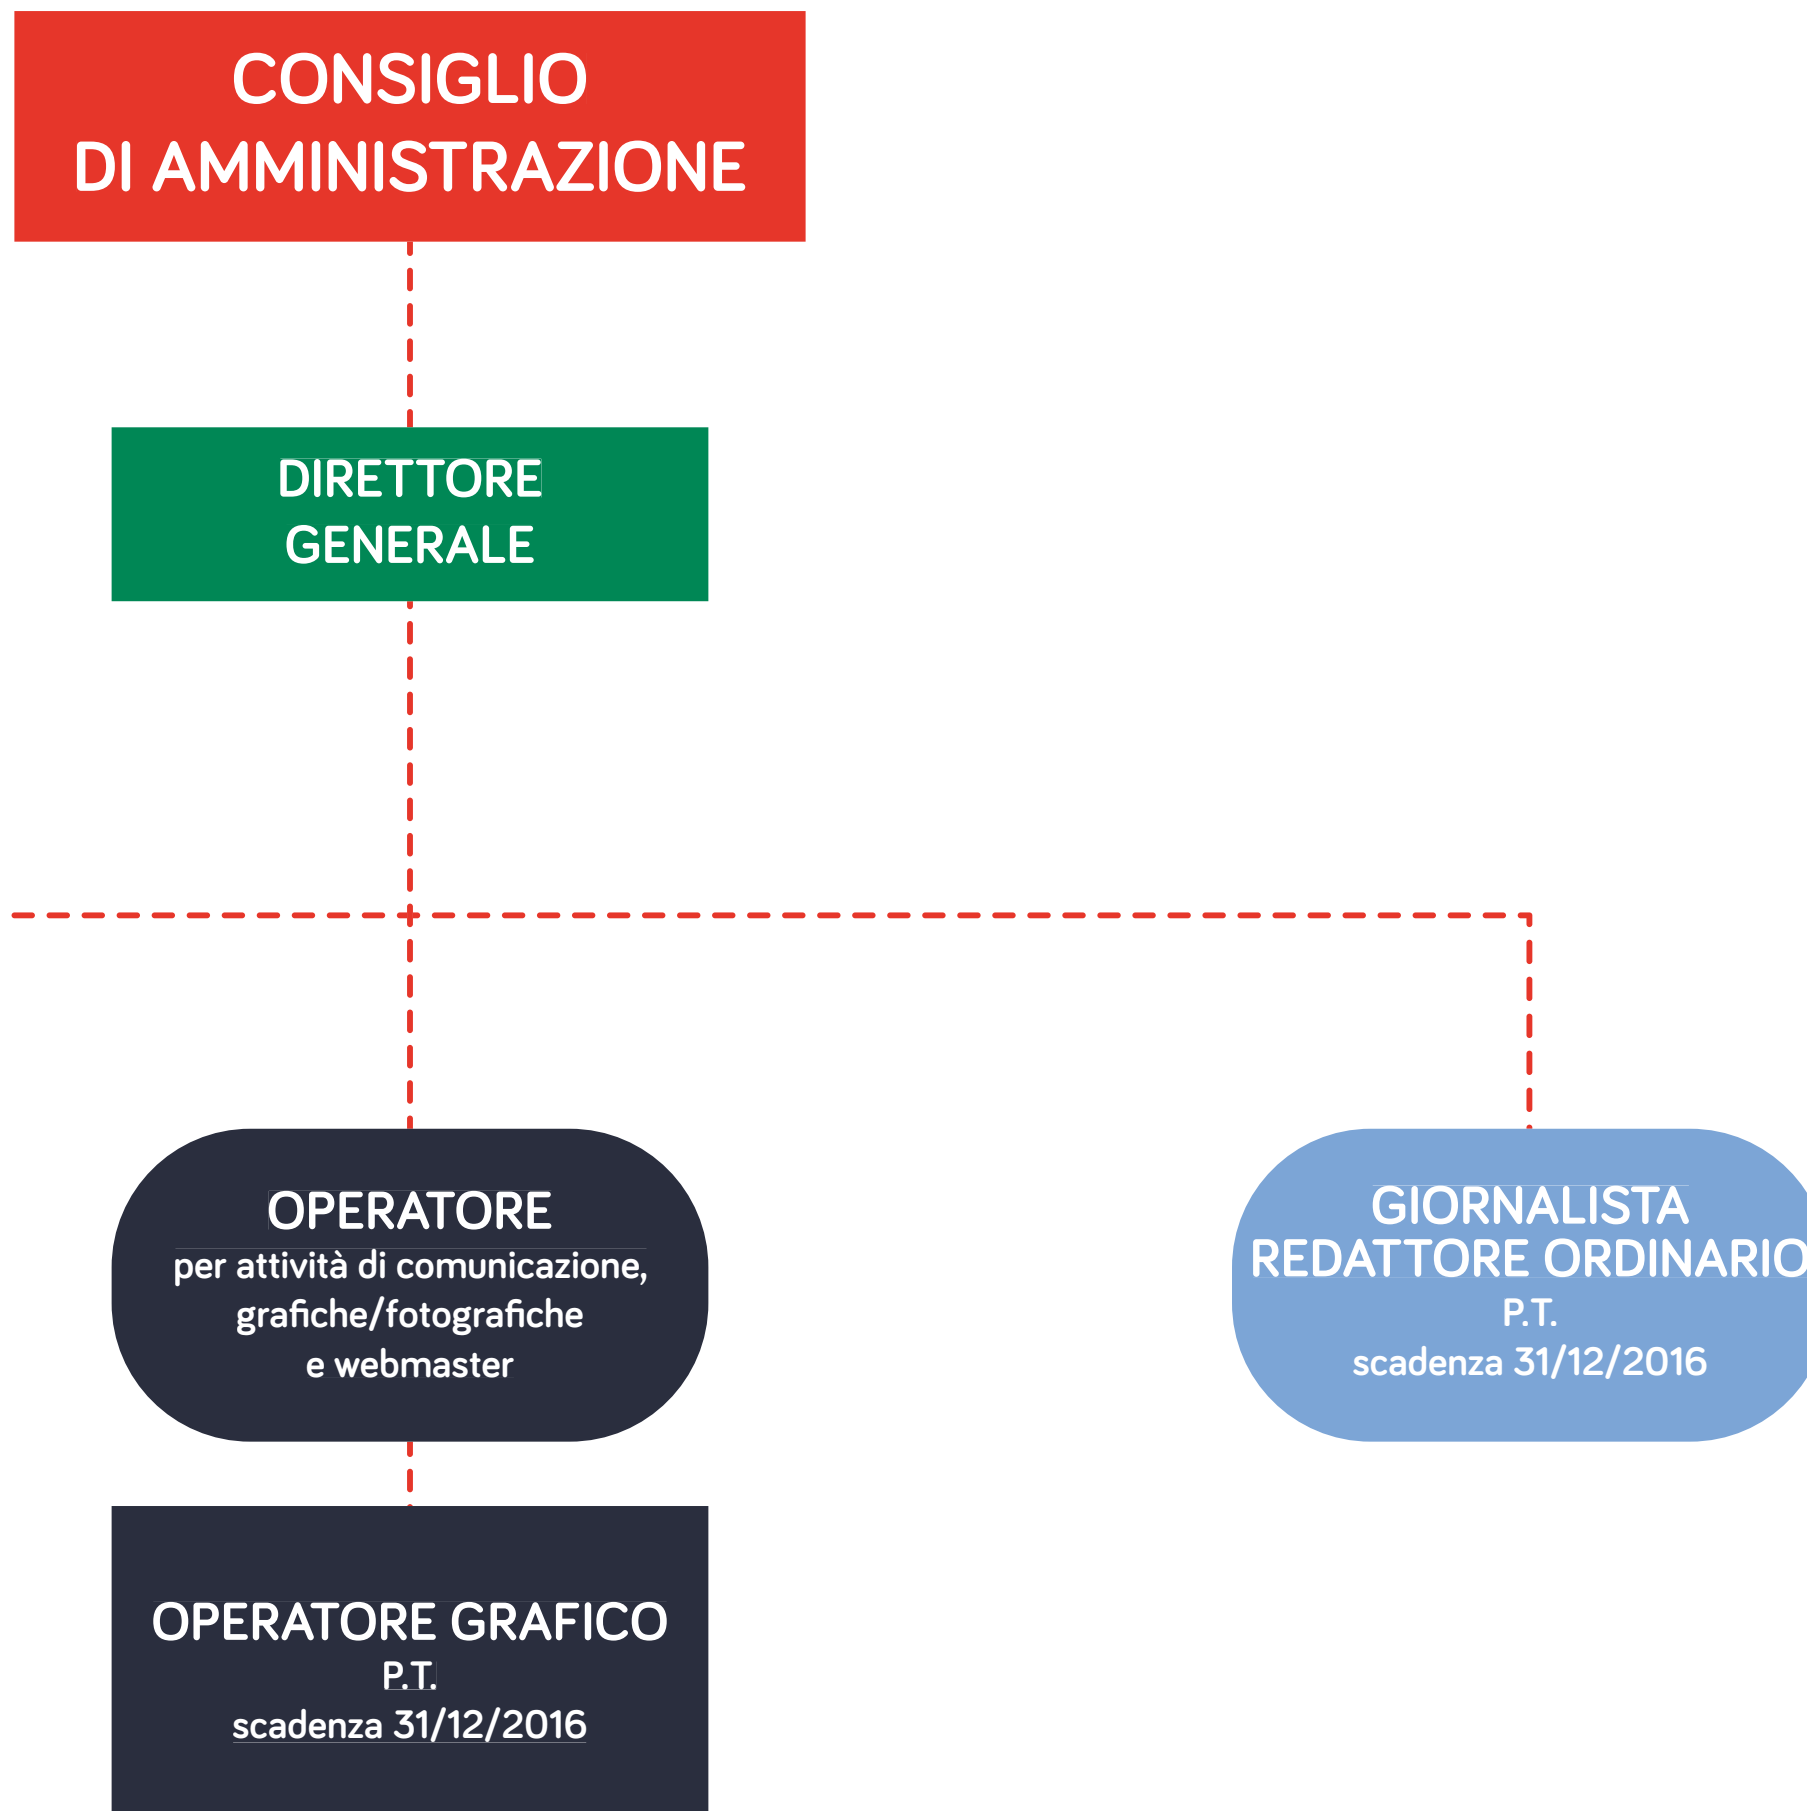 CONSIGLIO
DI AMMINISTRAZIONE
DIRETTORE
GENERALE
OPERATORE
per attività di comunicazione,
grafiche/fotografiche
e webmaster
GIORNALISTA
REDATTORE ORDINARIO
P.T.
scadenza 31/12/2016
OPERATORE GRAFICO
P.T.
scadenza 31/12/2016